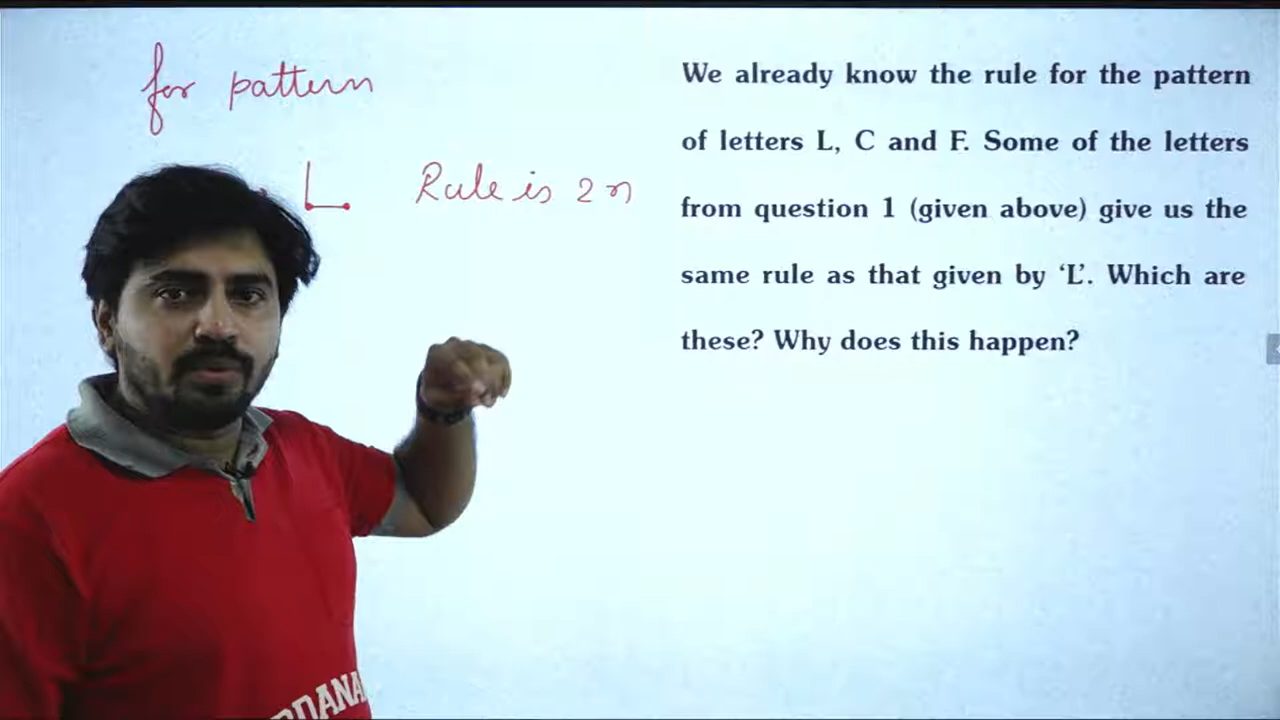 for pattern
L Rule is 2n
We already know the rule for the pattern
of letters L, C and F. Some of the letters
from question 1 (given above) give us the
same rule as that given by ‘L’. Which are
these? Why does this happen?